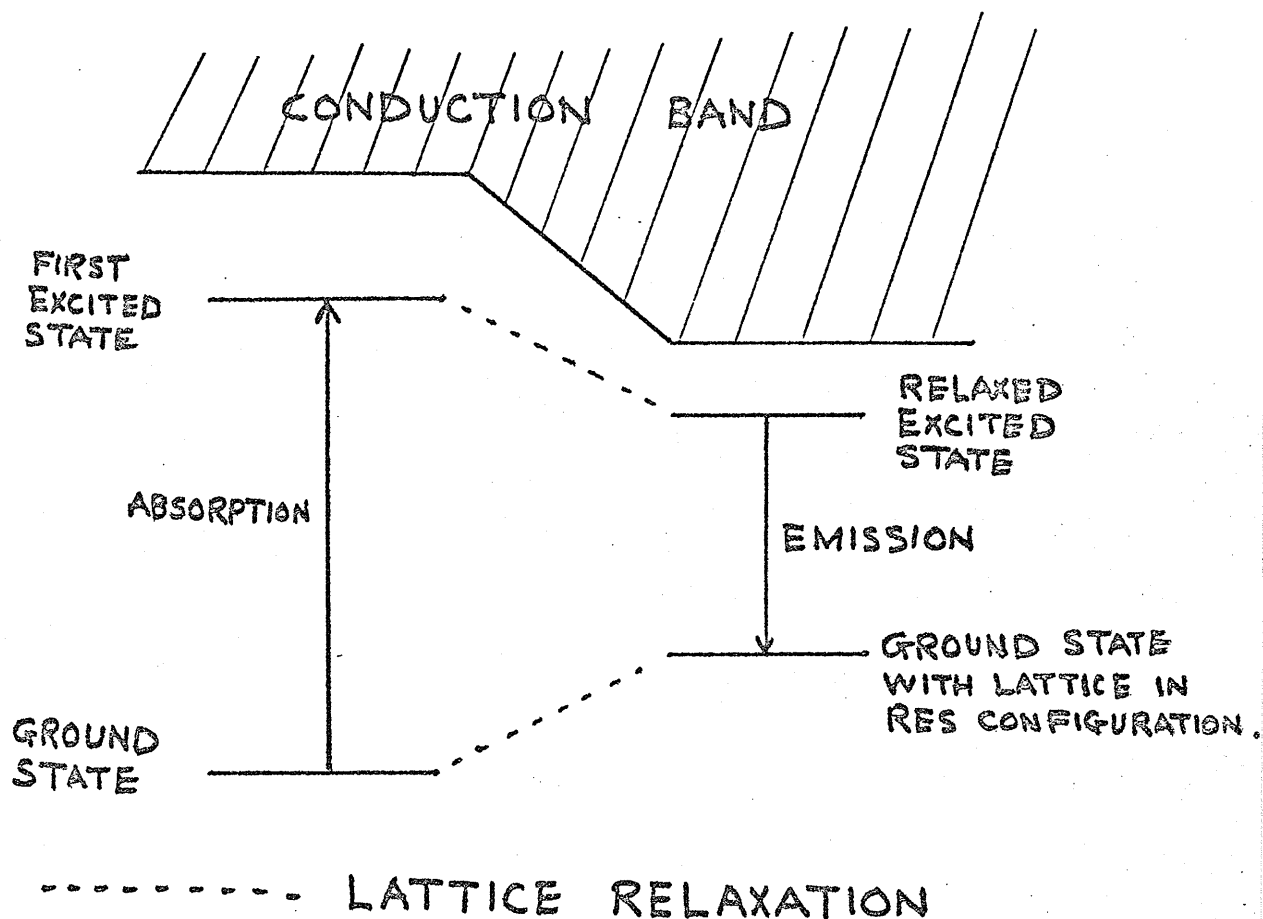 CONDUCTION BAND
FIRST
EXCITED
STATE
RELAXED
EXCITED
STATE
ABSORPTION
EMISSION
GROUND STATE
WITH LATTICE IN
RES CONFIGURATION.
GROUND
STATE
LATTICE RELAXATION